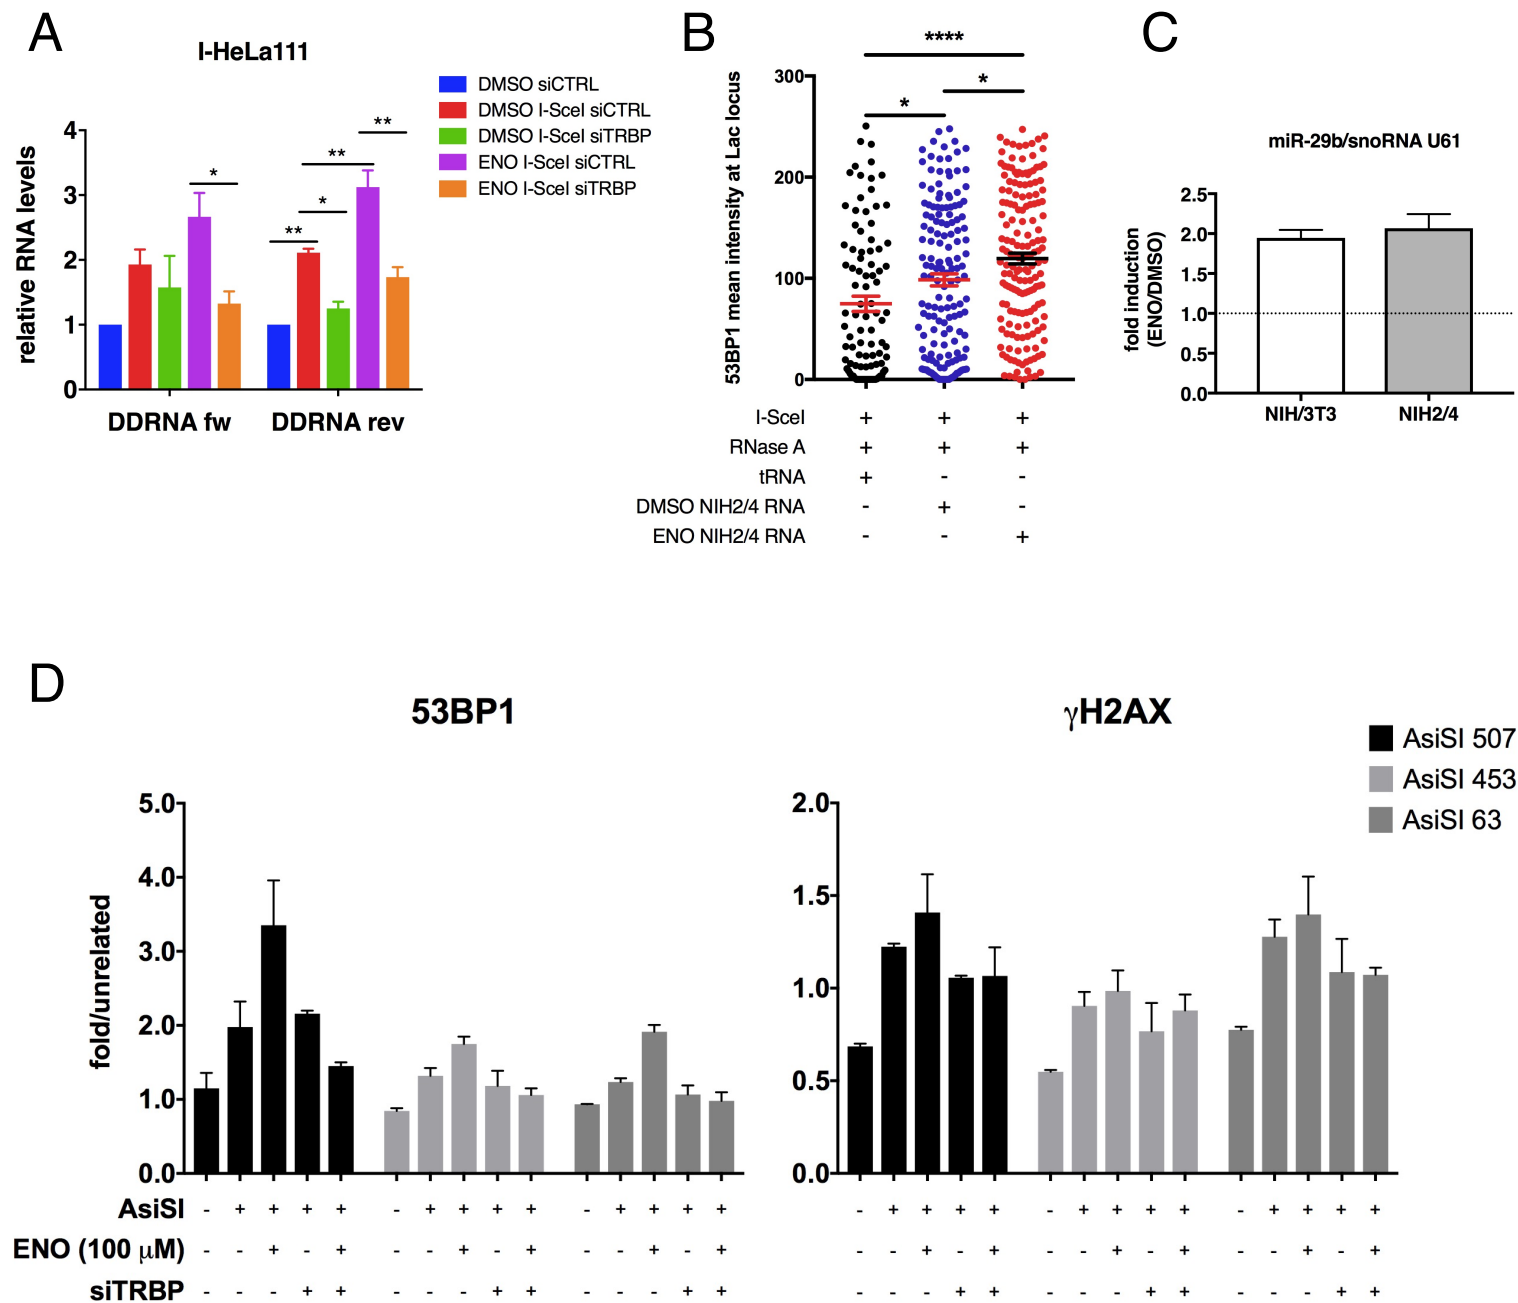 A
I-HeLa111
relative RNA levels
4
3
2
1
0
**
**
*
*
**
DDRNA fw
DDRNA rev
DMSO siCTRL
DMSO I-SceI siCTRL
DMSO I-SceI siTRBP
ENO I-SceI siCTRL
ENO I-SceI siTRBP
B
53BP1 mean intensity at Lac locus
300
200
100
0
****
*
*
I-SceI + + +
RNase A + + +
tRNA + - -
DMSO NIH2/4 RNA - + -
ENO NIH2/4 RNA - - +
C
miR-29b/snoRNA U61
fold induction
(ENO/DMSO)
2.5
2.0
1.5
1.0
0.5
0.0
NIH/3T3
NIH2/4
D
53BP1
fold/unrelated
5.0
4.0
3.0
2.0
1.0
0.0
γH2AX
2.0
1.5
1.0
0.5
0.0
AsiSI 507
AsiSI 453
AsiSI 63
AsiSI - + + + + - + + + + - + + + + - + + + + - + + + + - + + + +
ENO (100 μM) - - + - + - - + - + - - + - + - - + - + - - + - + - - + - +
siTRBP - - - + + - - - + + - - - + + - - - + + - - - + + - - - + +